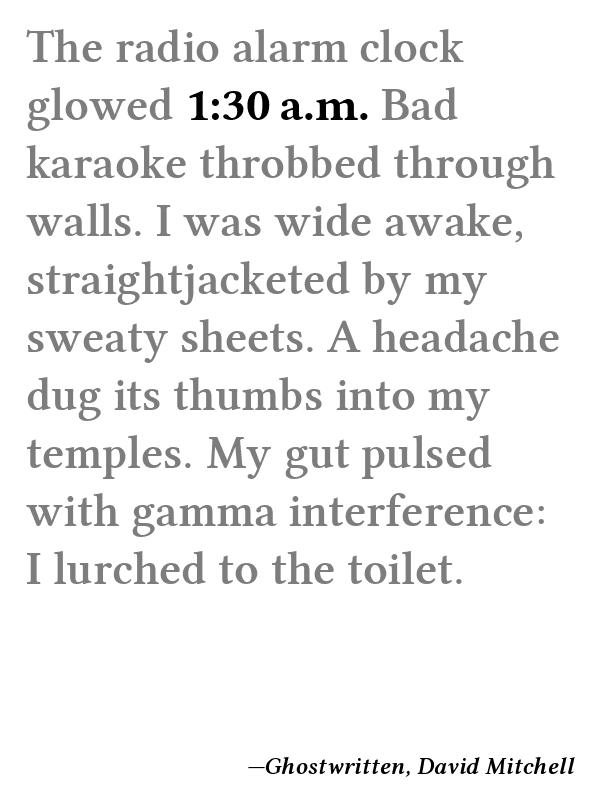 The radio alarm clock
glowed 1:30 a.m. Bad
karaoke throbbed through
walls. I was wide awake,
straightjacketed by my
sweaty sheets. A headache
dug its thumbs into my
temples. My gut pulsed
with gamma interference:
I lurched to the toilet.
—Ghostwritten, David Mitchell